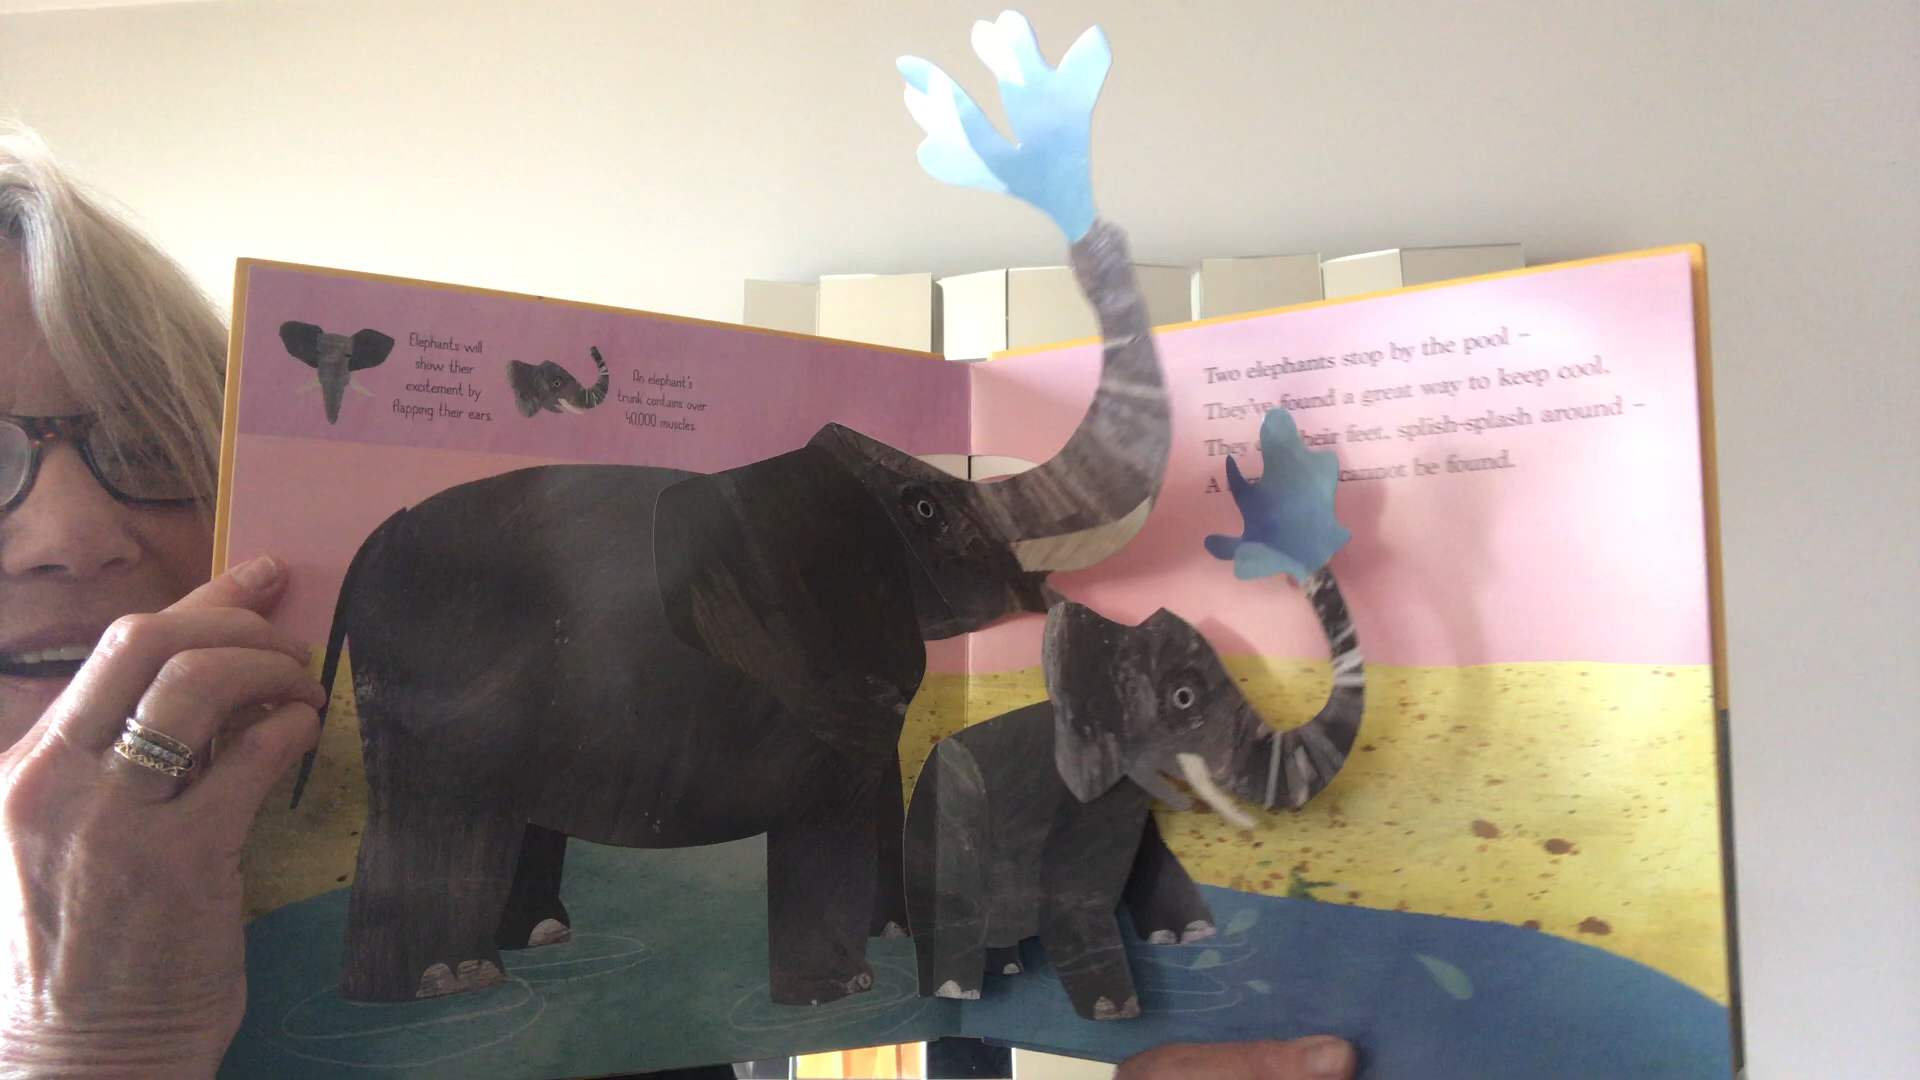 Elephants will
show their
excitement by
flapping their ears.
An elephant's
trunk contains over
40,000 muscles.
Two elephants stop by the pool –
They've found a great way to keep cool.
They their feet, splish-splash around –
A cannot be found.